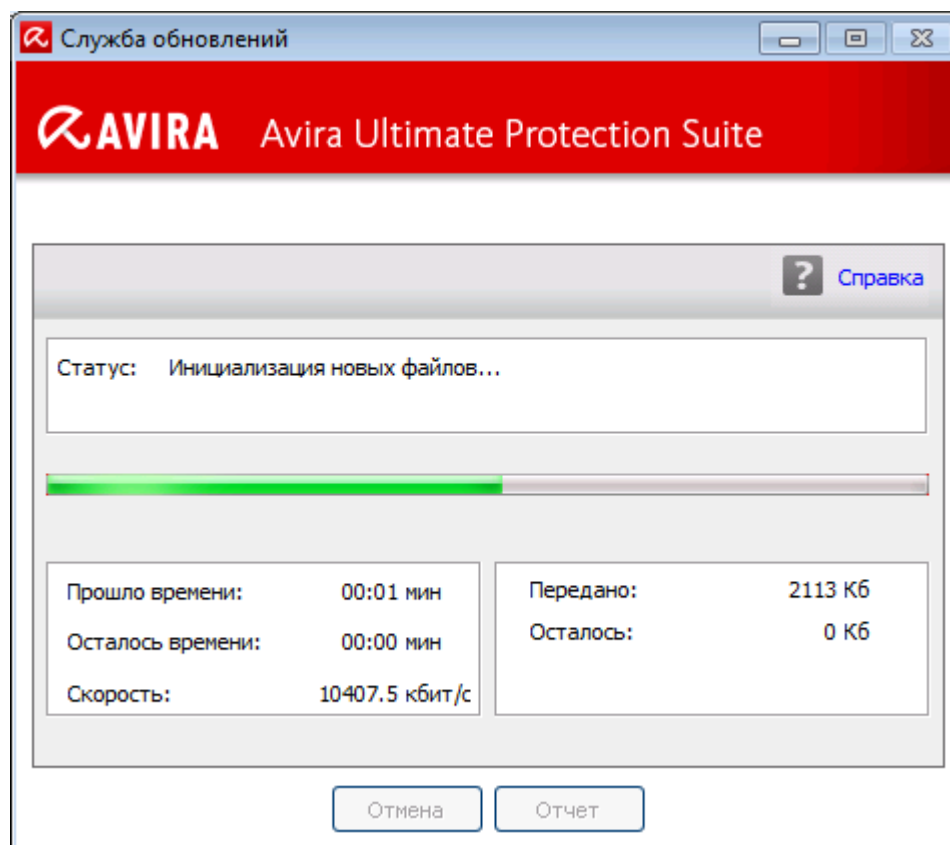 Служба обновлений
AVIRA Avira Ultimate Protection Suite
? Справка
Статус: Инициализация новых файлов...
Прошло времени: 00:01 мин
Осталось времени: 00:00 мин
Скорость: 10407.5 кбит/с
Передано: 2113 Кб
Осталось: 0 Кб
Отмена Отчет